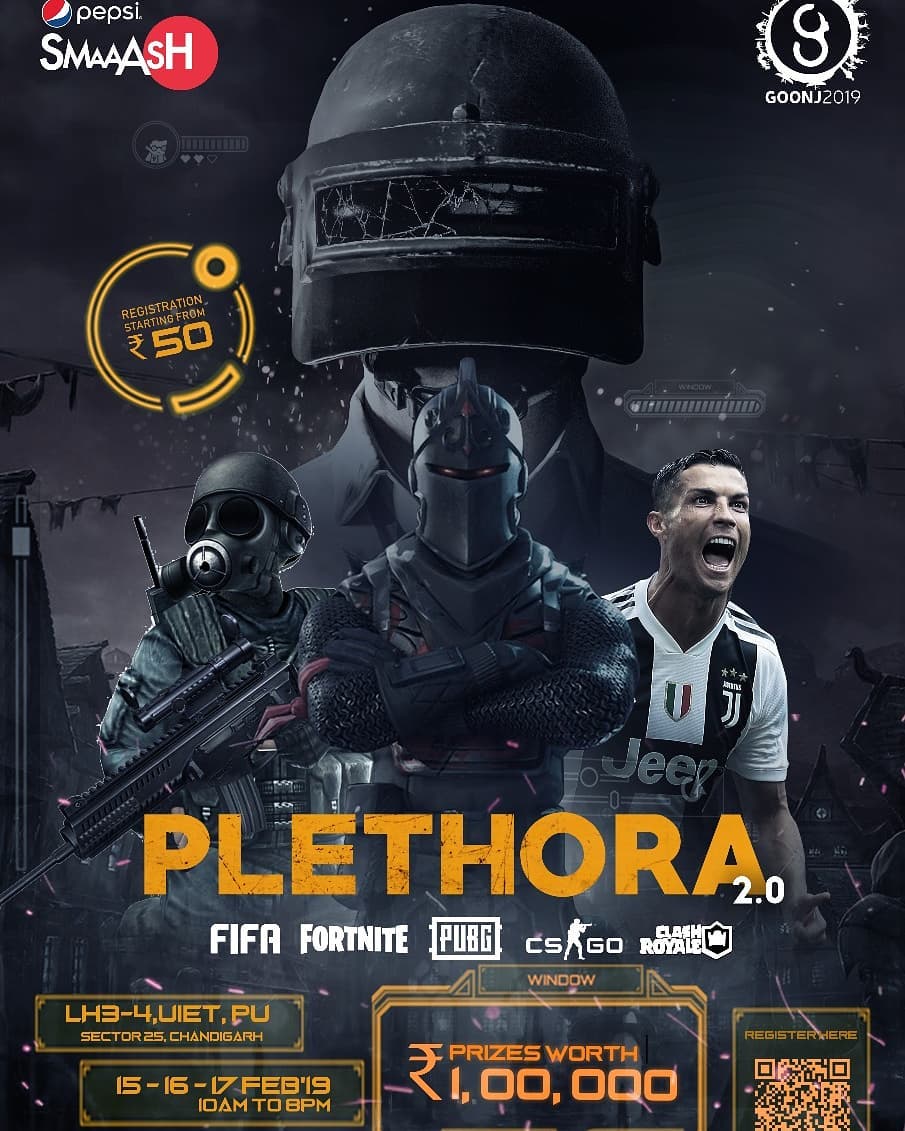 pepsi.
SMAAASH
GOONJ2019
REGISTRATION
STARTING FROM
₹50
WINDOW
JUVENTUS
Jeep
PLETHORA
2.0
FIFA FORTNITE PUBG CS GO CLASH ROYALE
WINDOW
LH3-4,UIET, PU
SECTOR 25, CHANDIGARH
15 - 16 - 17 FEB'19
10AM TO 8PM
₹ PRIZES WORTH
1,00,000
REGISTER HERE